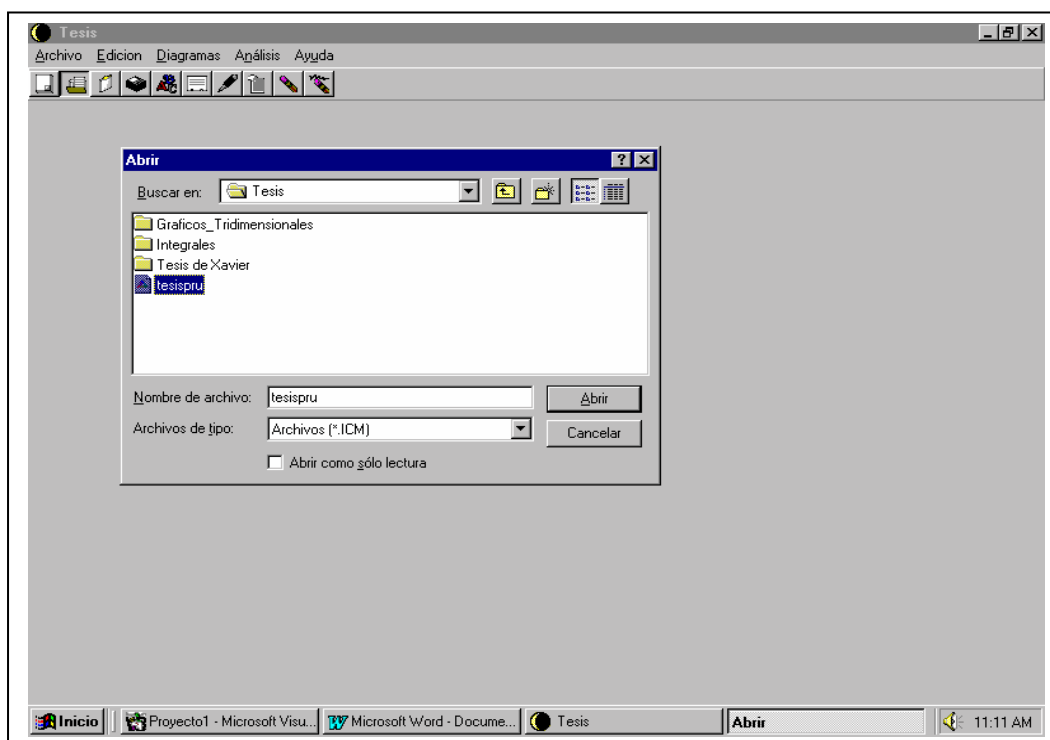 Tesis
Archivo Edicion Diagramas Análisis Ayuda
Abrir
Buscar en: Tesis
Graficos_Tridimensionales
Integrales
Tesis de Xavier
tesispru
Nombre de archivo: tesispru Abrir
Archivos de tipo: Archivos (*.ICM) Cancelar
Abrir como sólo lectura
Inicio Proyecto1 - Microsoft Visu... Microsoft Word - Docume... Tesis Abrir 11:11 AM